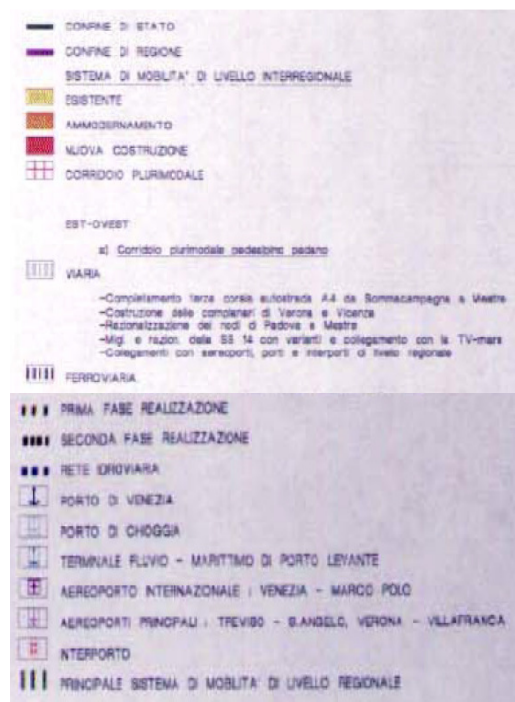 CONFINE DI STATO
CONFINE DI REGIONE
SISTEMA DI MOBILITA' DI LIVELLO INTERREGIONALE
ESISTENTE
AMMODERNAMENTO
NUOVA COSTRUZIONE
CORRIDOIO PLURIMODALE
EST-OVEST
a) Corridoio plurimodale pedealpino padano
VIARIA
-Completamento terza corsia autostrada A4 da Sommacampagna a Mestre
-Costruzione delle complanari di Verona e Vicenza
-Razionalizzazione dei nodi di Padova e Mestre
-Migl. e razion. della SS 14 con varianti e collegamento con la TV-mare
-Collegamenti con aereoporti, porti e interporti di livello regionale
FERROVIARIA
PRIMA FASE REALIZZAZIONE
SECONDA FASE REALIZZAZIONE
RETE IDROVIARIA
PORTO DI VENEZIA
PORTO DI CHIOGGIA
TERMINALE FLUVIO - MARITTIMO DI PORTO LEVANTE
AEREOPORTO INTERNAZIONALE : VENEZIA - MARCO POLO
AEREOPORTI PRINCIPALI : TREVISO - S.ANGELO, VERONA - VILLAFRANCA
INTERPORTO
PRINCIPALE SISTEMA DI MOBILITA' DI LIVELLO REGIONALE